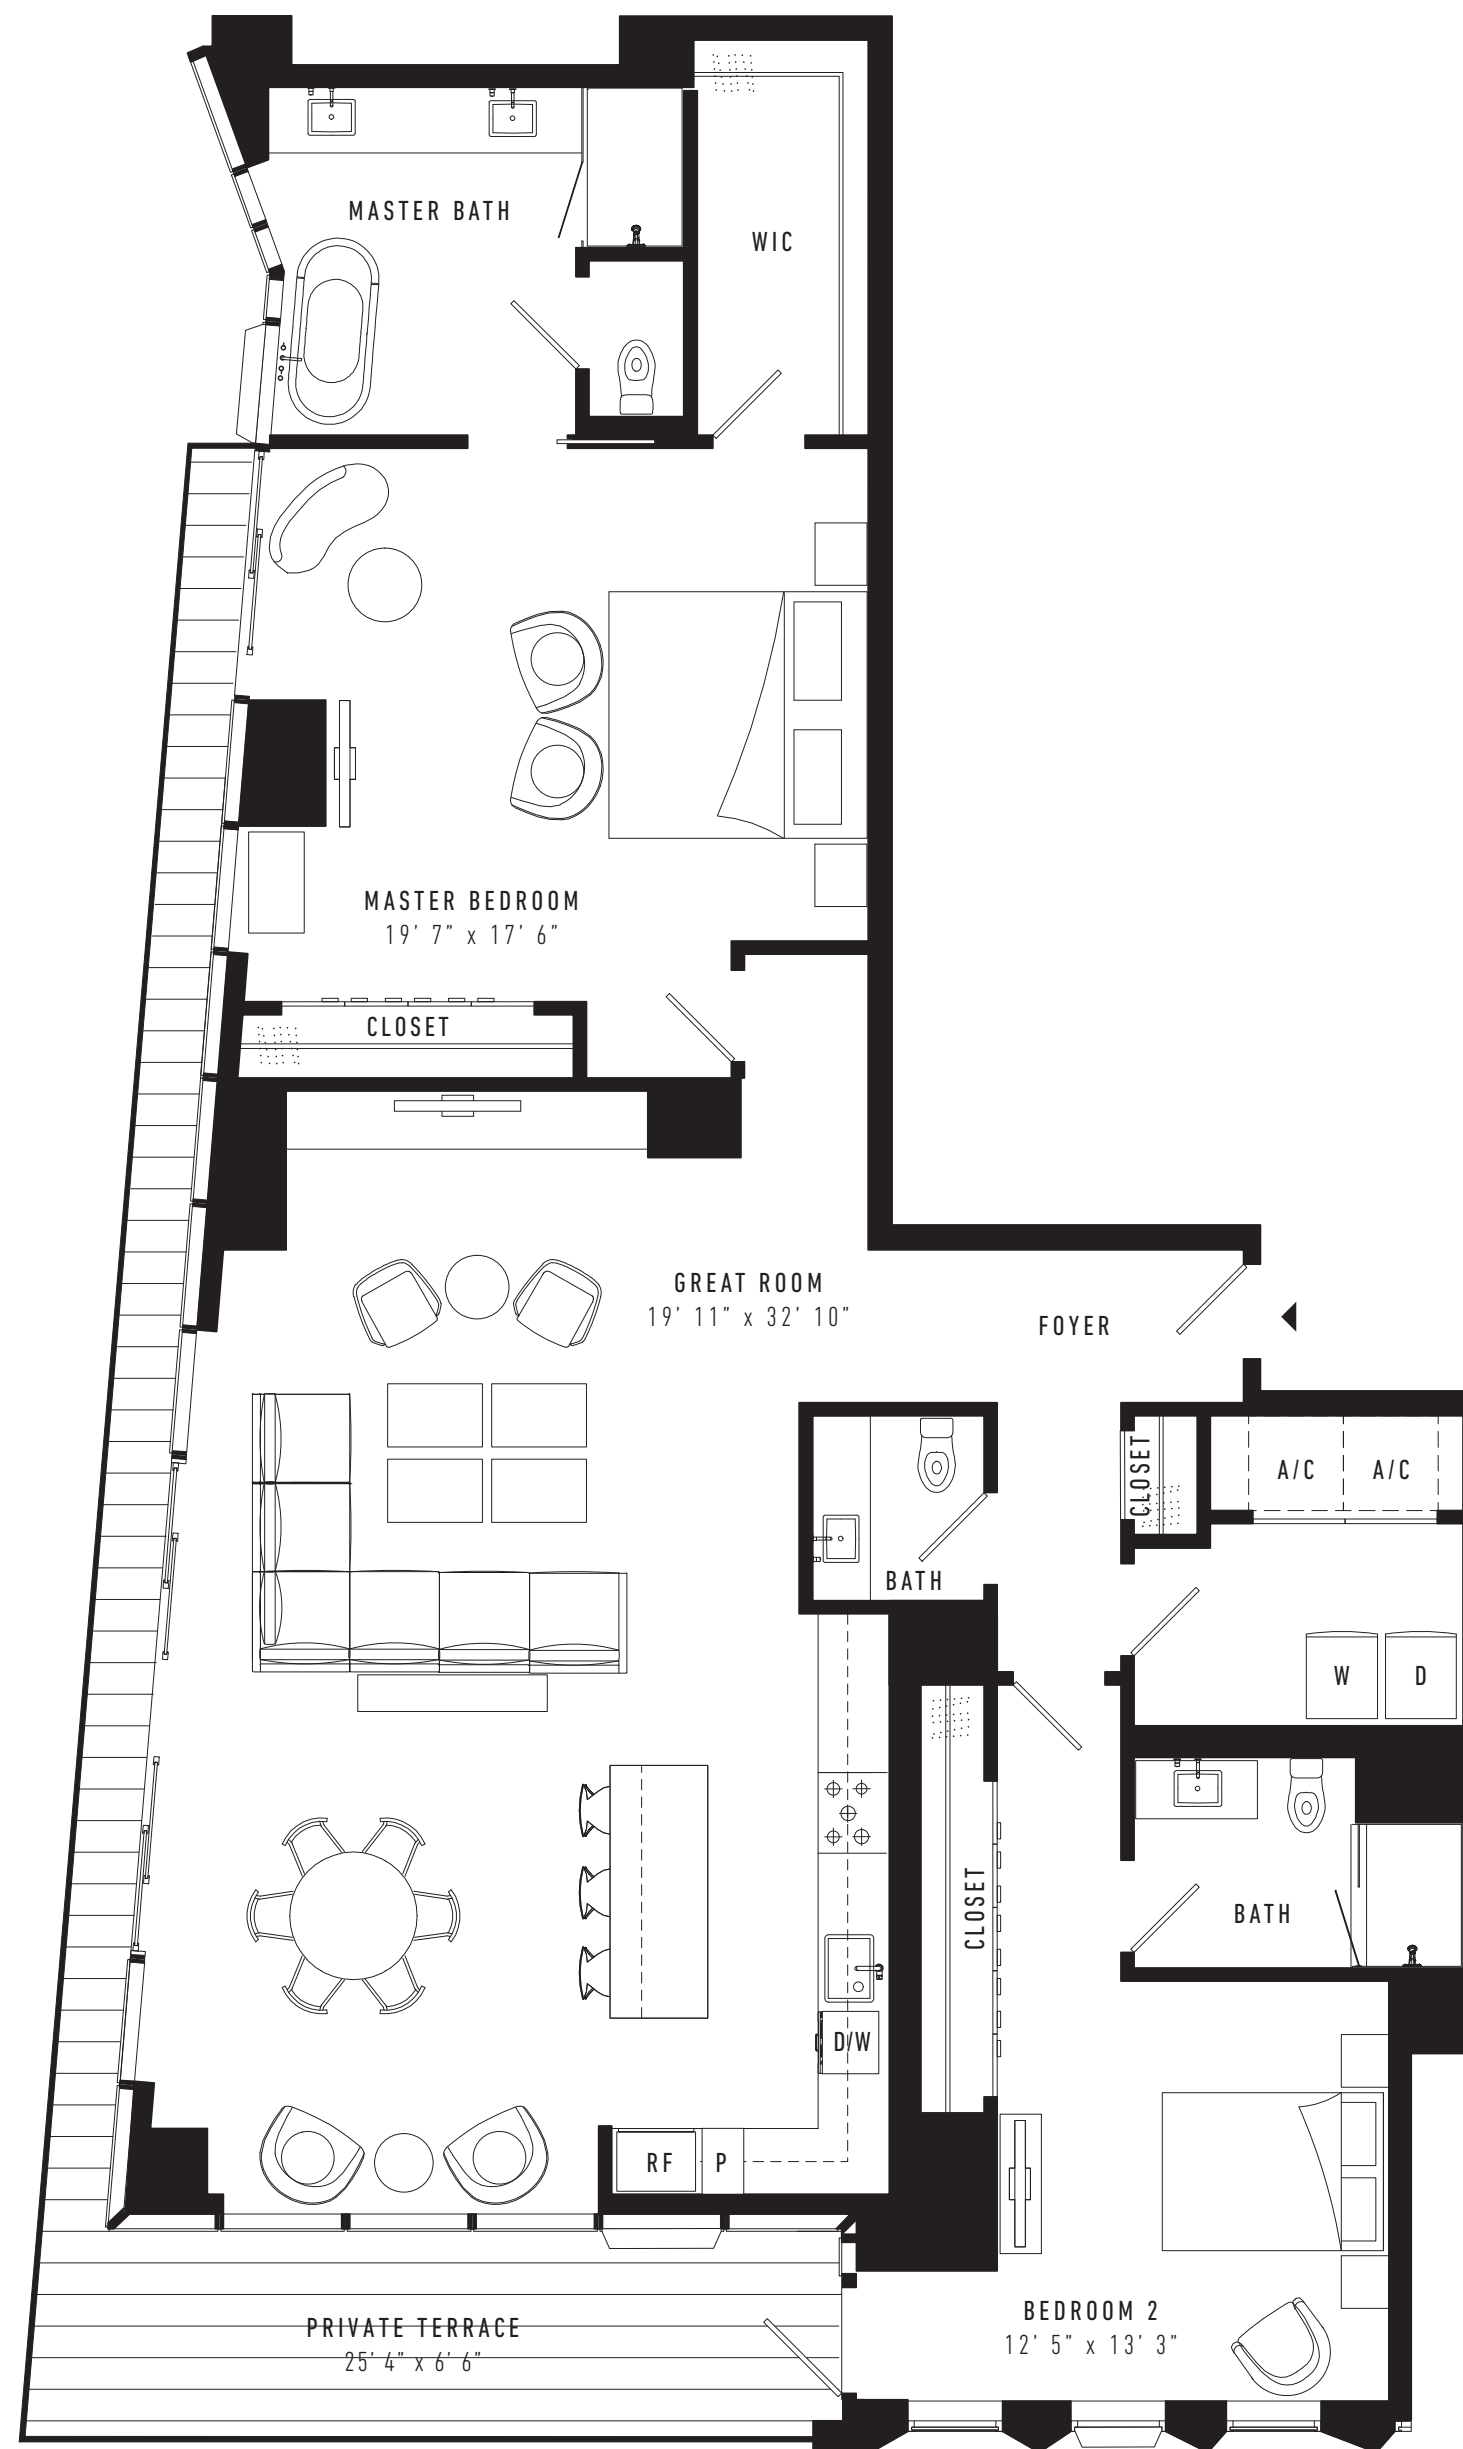 MASTER BATH
WIC
MASTER BEDROOM
19’ 7” x 17’ 6”
CLOSET
GREAT ROOM
19’ 11” x 32’ 10”
FOYER
CLOSET
A/C
A/C
BATH
W
D
CLOSET
BATH
D/W
RF
P
PRIVATE TERRACE
25’ 4” x 6’ 6”
BEDROOM 2
12’ 5” x 13’ 3”